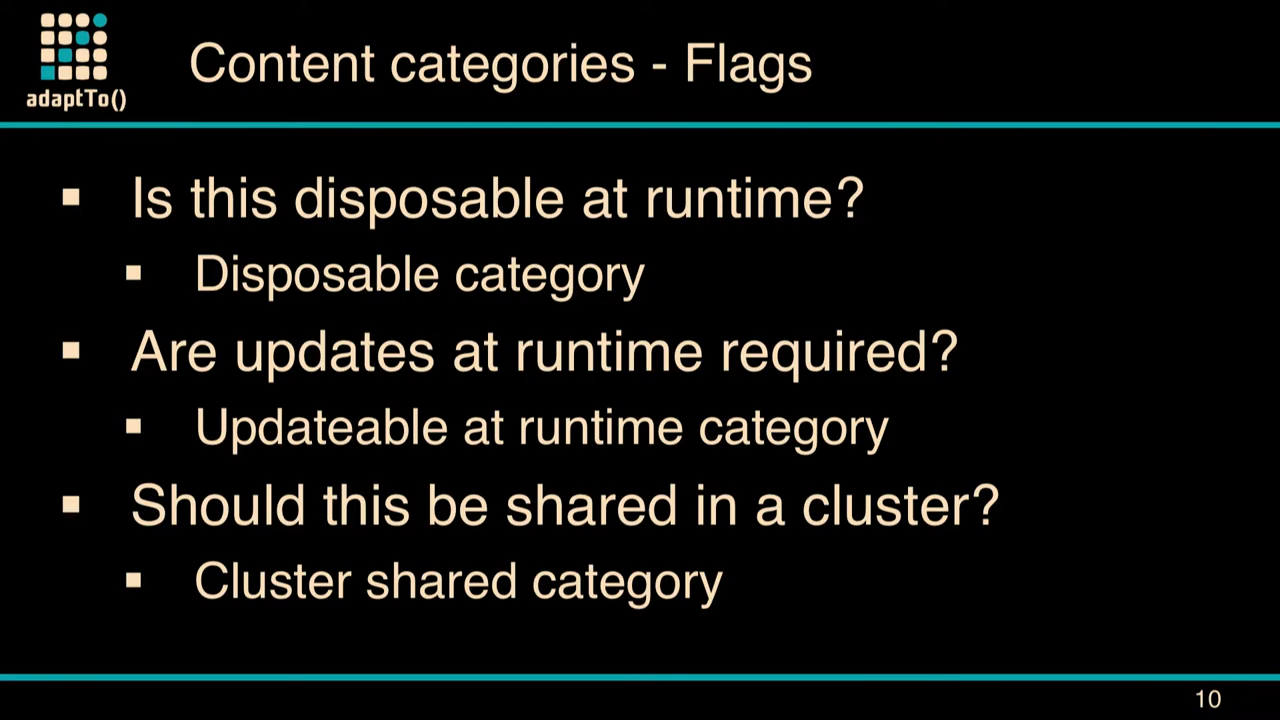 adaptTo()
Content categories - Flags
Is this disposable at runtime?
Disposable category
Are updates at runtime required?
Updateable at runtime category
Should this be shared in a cluster?
Cluster shared category
10